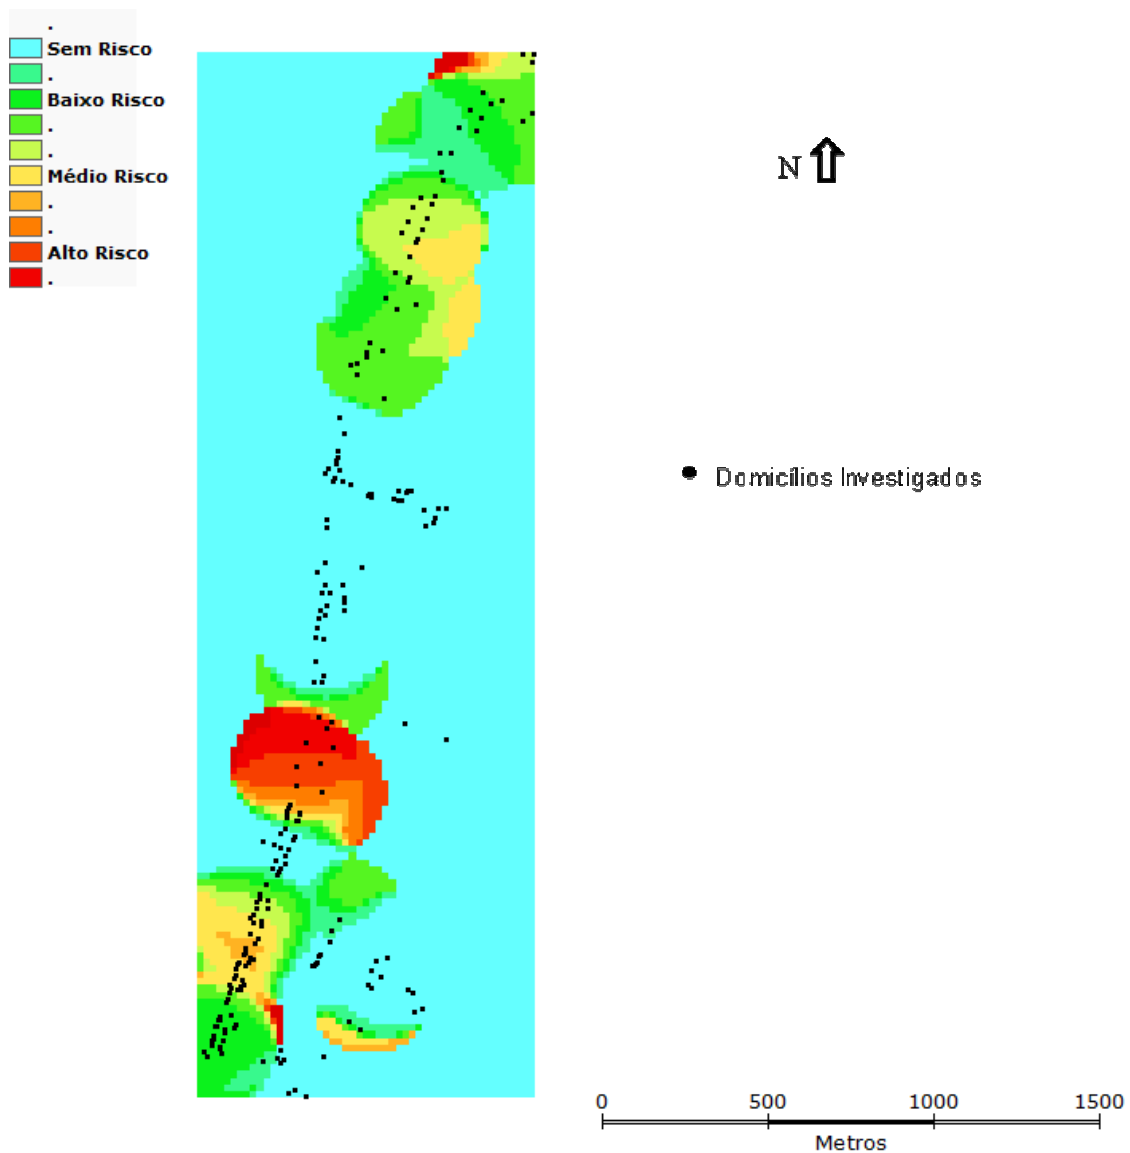 .
Sem Risco
.
Baixo Risco
.
.
Médio Risco
.
.
Alto Risco
.
N
Domicílios Investigados
0 500 1000 1500
Metros